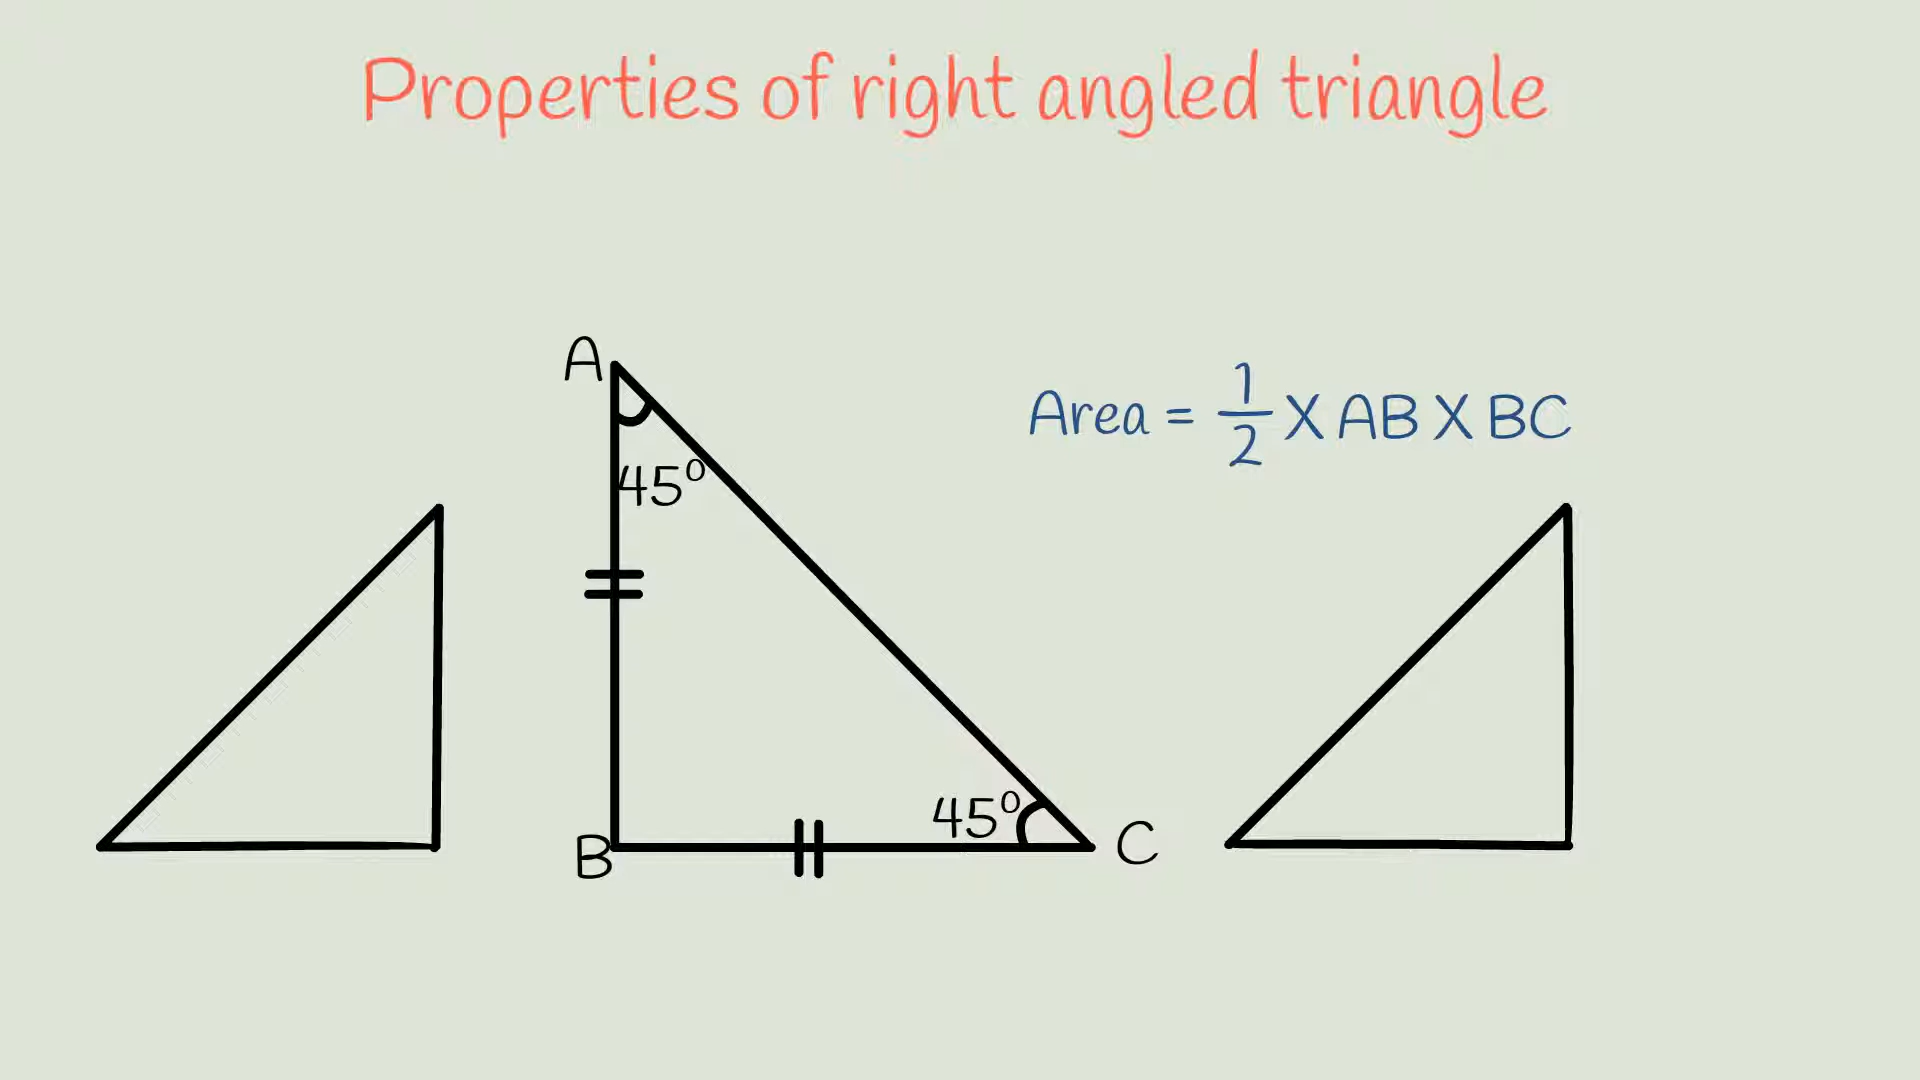 Properties of right angled triangle
A
Area = 1/2 X AB X BC
45°
45°
B
C